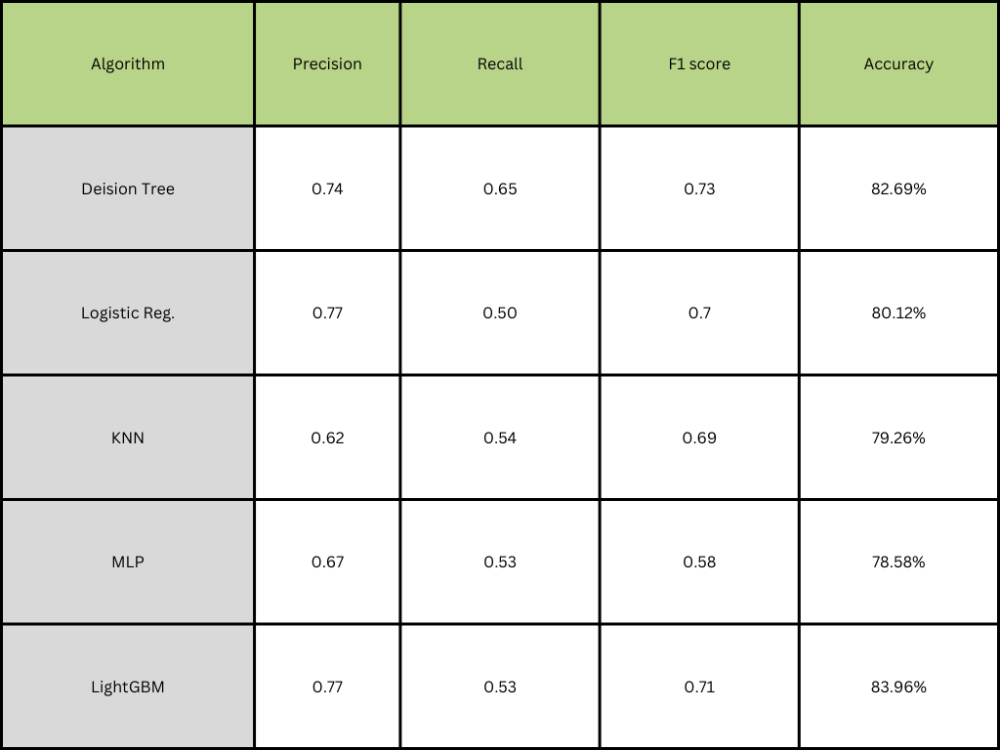 Algorithm Precision Recall F1 score Accuracy
Deision Tree 0.74 0.65 0.73 82.69%
Logistic Reg. 0.77 0.50 0.7 80.12%
KNN 0.62 0.54 0.69 79.26%
MLP 0.67 0.53 0.58 78.58%
LightGBM 0.77 0.53 0.71 83.96%